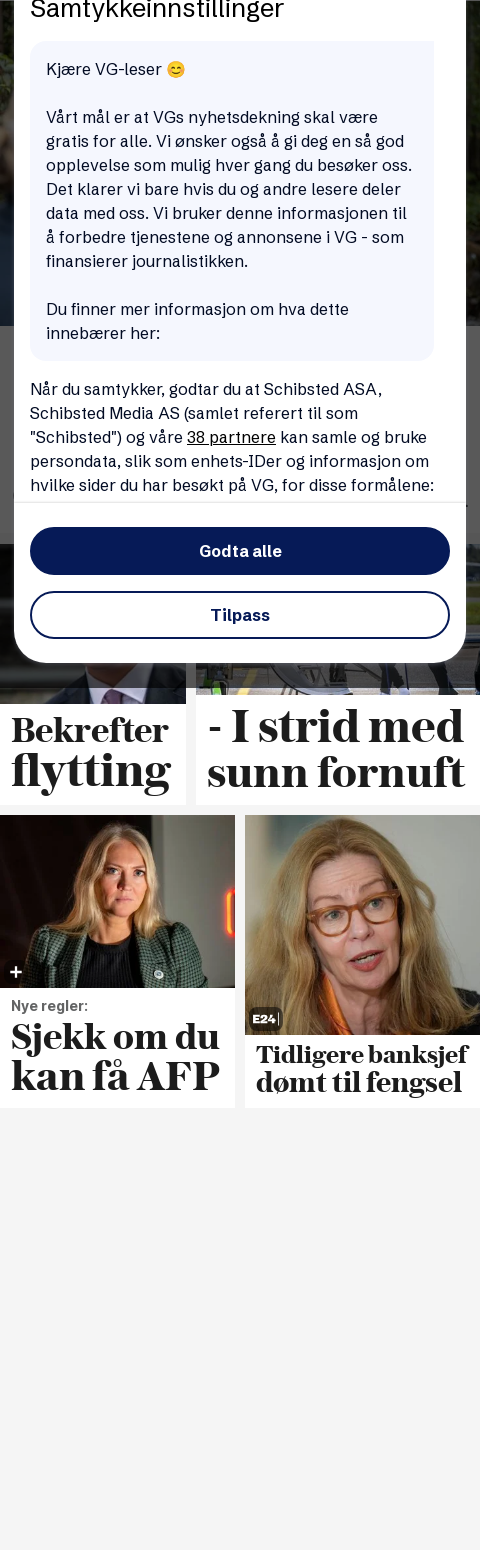 Samtykkeinnstillinger
Kjære VG-leser 😊
Vårt mål er at VGs nyhetsdekning skal være
gratis for alle. Vi ønsker også å gi deg en så god
opplevelse som mulig hver gang du besøker oss.
Det klarer vi bare hvis du og andre lesere deler
data med oss. Vi bruker denne informasjonen til
å forbedre tjenestene og annonsene i VG - som
finansierer journalistikken.
Du finner mer informasjon om hva dette
innebærer her:
Når du samtykker, godtar du at Schibsted ASA,
Schibsted Media AS (samlet referert til som
"Schibsted") og våre 38 partnere kan samle og bruke
persondata, slik som enhets-IDer og informasjon om
hvilke sider du har besøkt på VG, for disse formålene:
Godta alle
Tilpass
Bekrefter
flytting
- I strid med
sunn fornuft
Nye regler:
Sjekk om du
kan få AFP
E24
Tidligere banksjef
dømt til fengsel